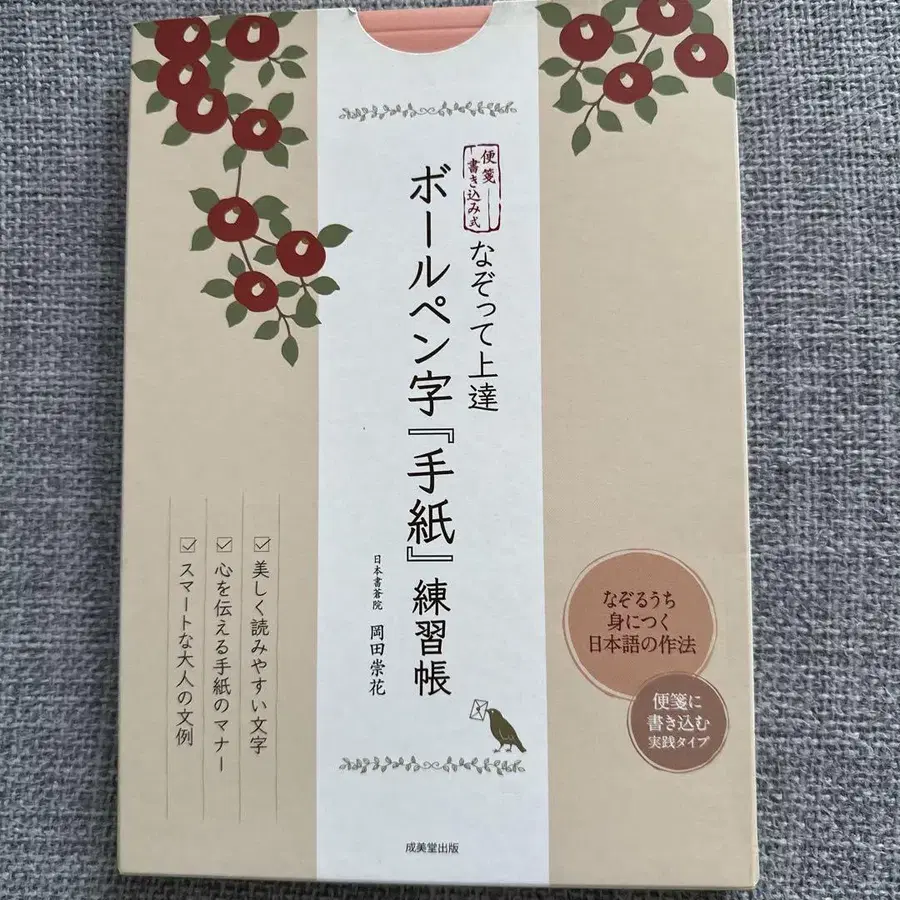 便箋
書き込み式
なぞって上達
ボールペン字『手紙』練習帳
日本書蒼院 岡田崇花
美しく読みやすい文字
心を伝える手紙のマナー
スマートな大人の文例
なぞるうち
身につく
日本語の作法
便箋に
書き込む
実践タイプ
成美堂出版